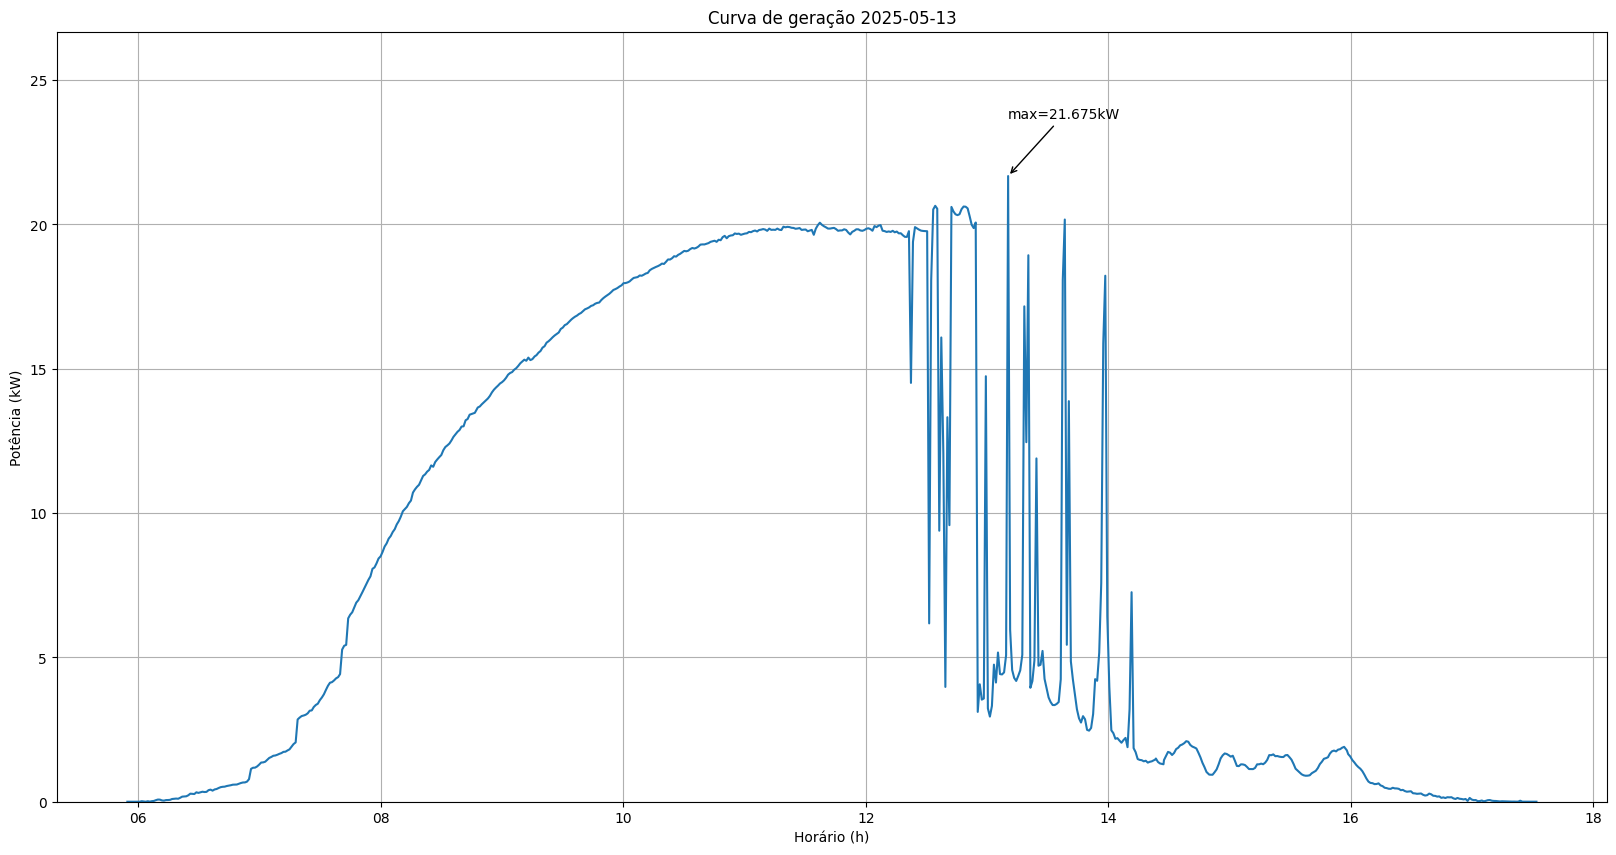 Curva de geração 2025-05-13
25
max=21.675kW
20
15
Potência (kW)
10
5
0
06 08 10 12 14 16 18
Horário (h)